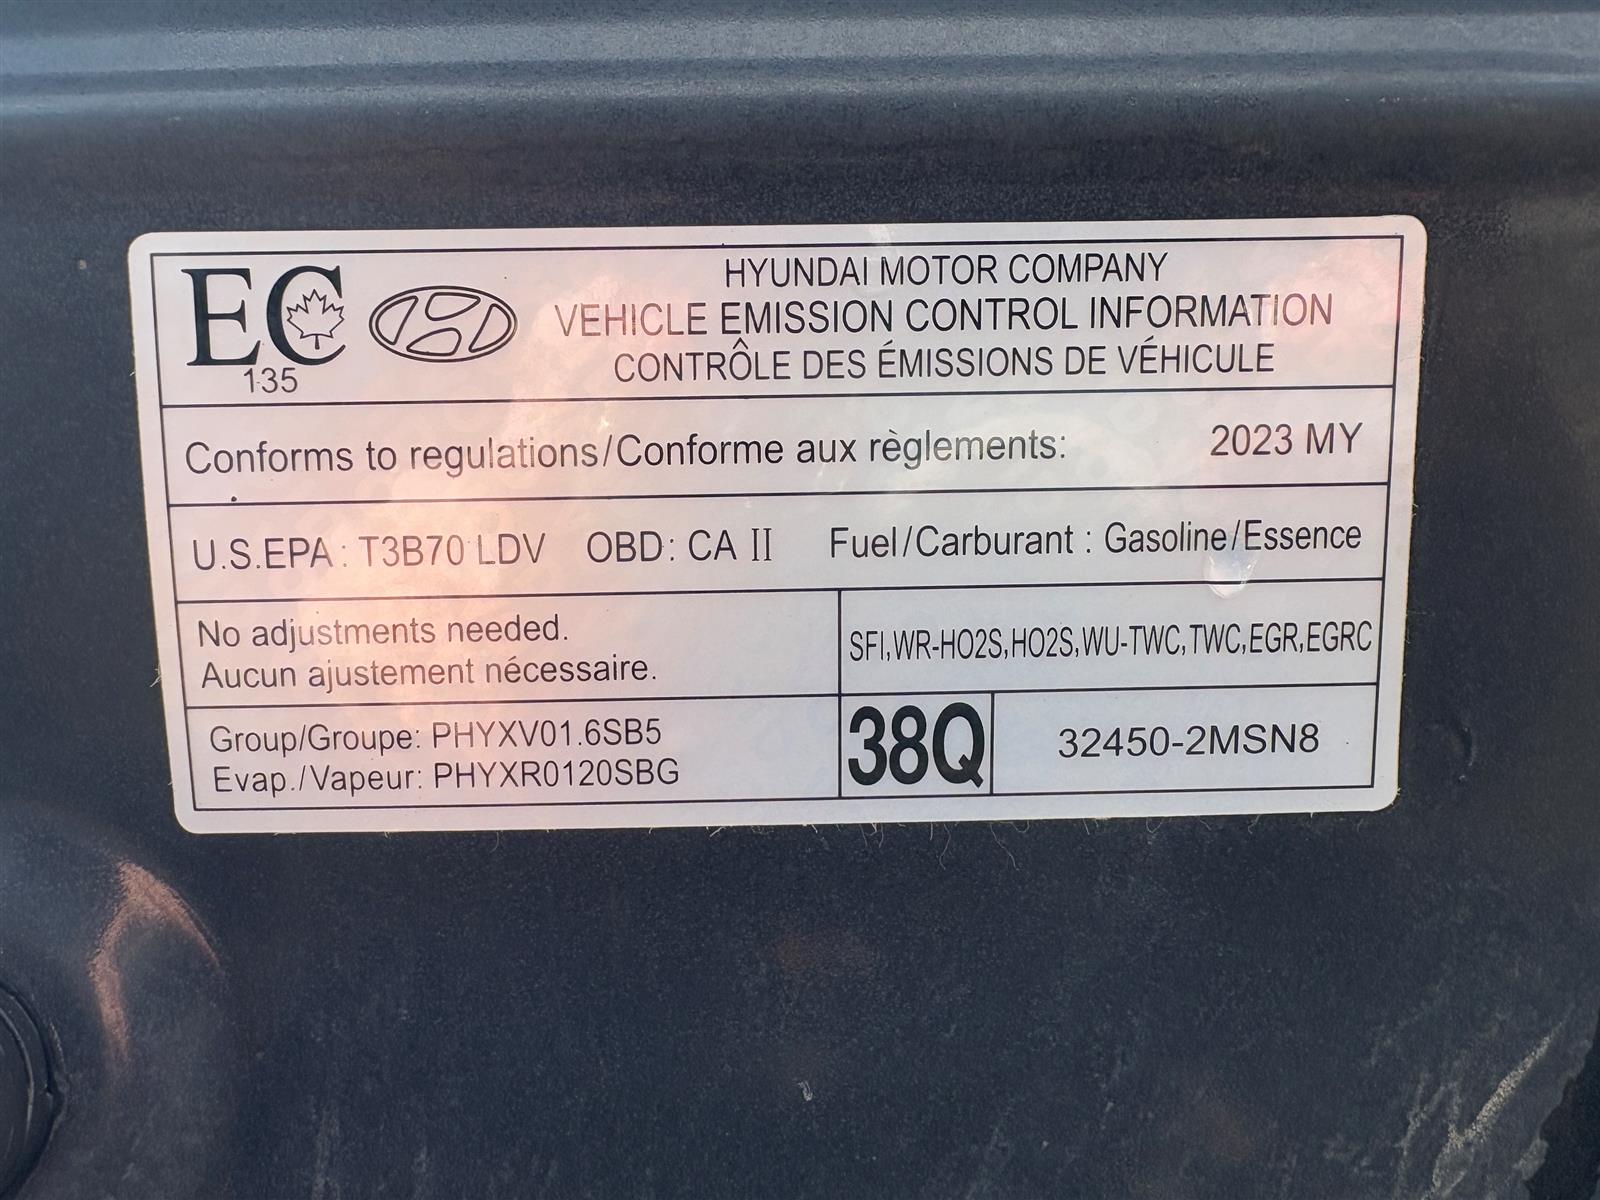 EC
135
HYUNDAI MOTOR COMPANY
VEHICLE EMISSION CONTROL INFORMATION
CONTRÔLE DES ÉMISSIONS DE VÉHICULE
Conforms to regulations/Conforme aux règlements: 2023 MY
U.S.EPA : T3B70 LDV OBD: CA II Fuel/Carburant : Gasoline/Essence
No adjustments needed.
Aucun ajustement nécessaire.
SFI,WR-HO2S,HO2S,WU-TWC,TWC,EGR,EGRC
Group/Groupe: PHYXV01.6SB5
Evap./Vapeur: PHYXR0120SBG
38Q
32450-2MSN8